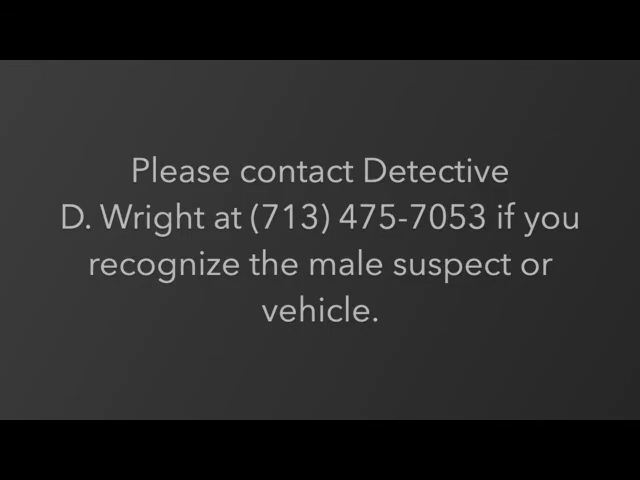 Please contact Detective
D. Wright at (713) 475-7053 if you
recognize the male suspect or
vehicle.